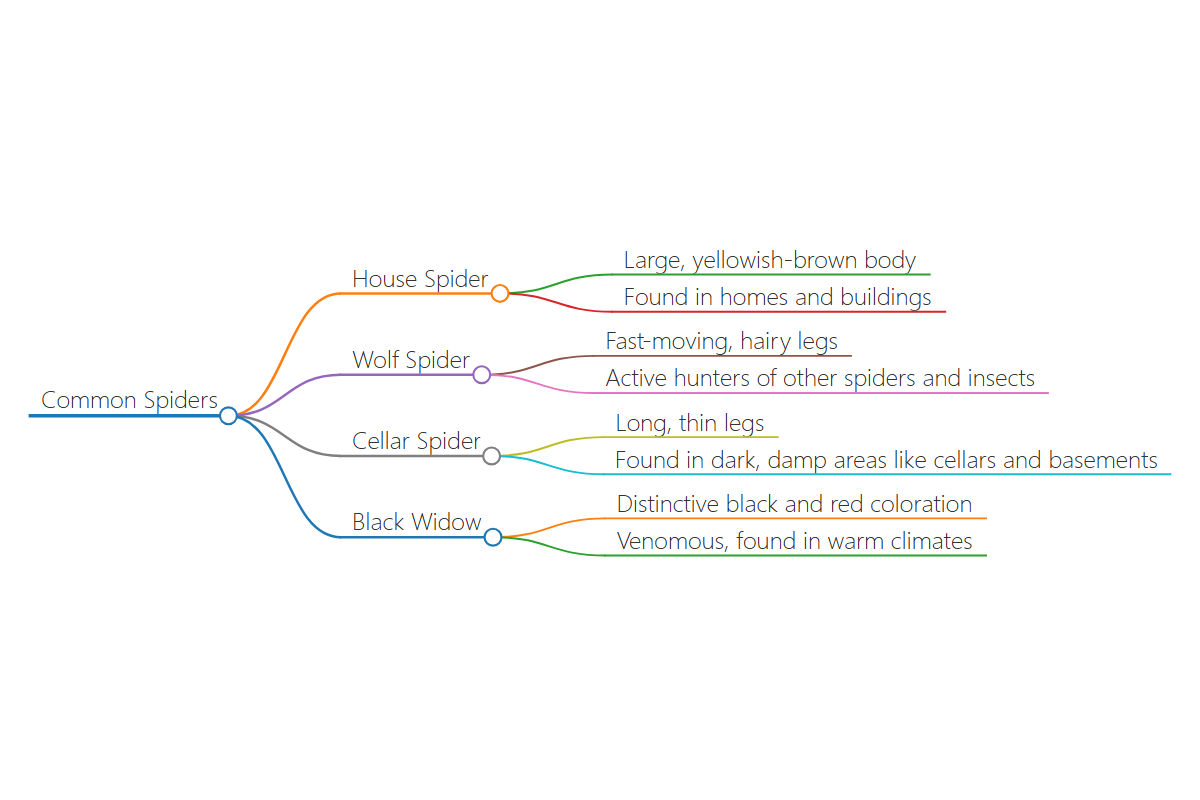 Common Spiders
House Spider
Large, yellowish-brown body
Found in homes and buildings
Wolf Spider
Fast-moving, hairy legs
Active hunters of other spiders and insects
Cellar Spider
Long, thin legs
Found in dark, damp areas like cellars and basements
Black Widow
Distinctive black and red coloration
Venomous, found in warm climates